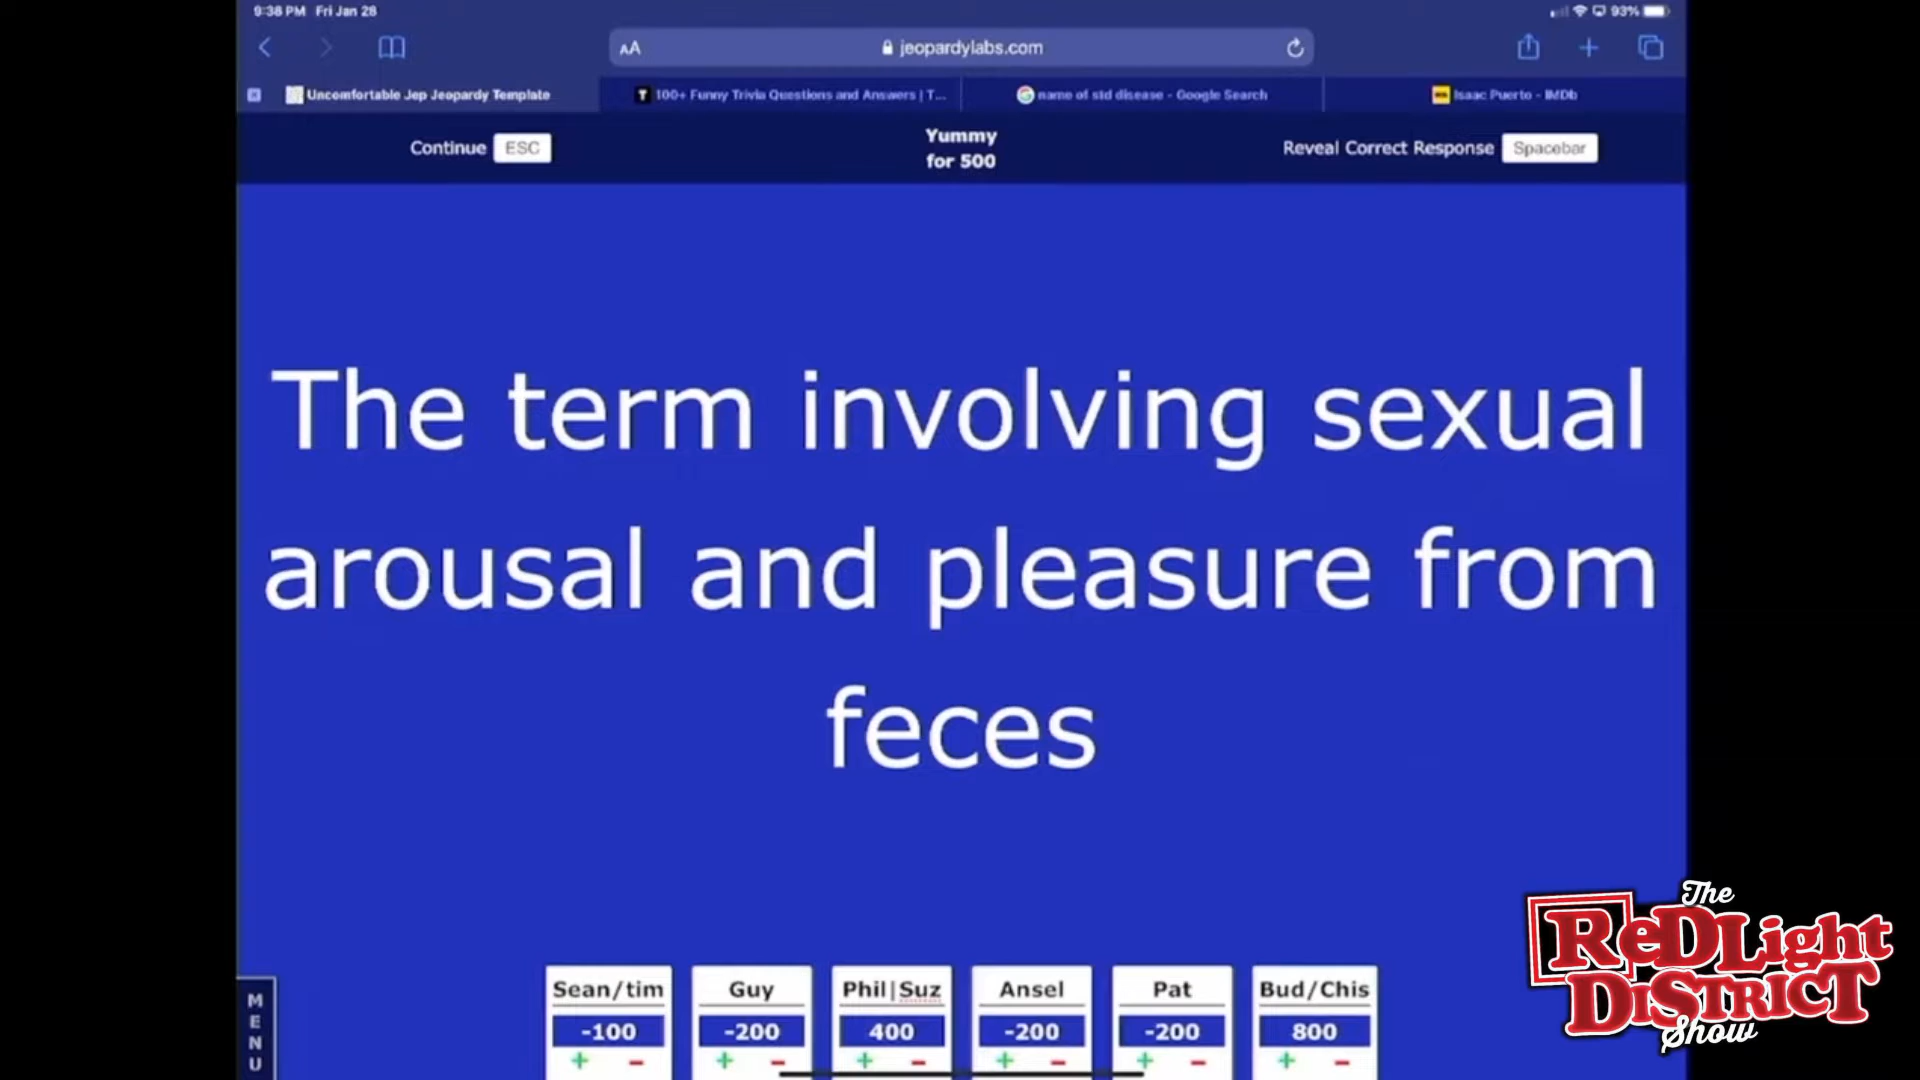 9:38 PM Fri Jan 28
93%
AA
jeopardylabs.com
Uncomfortable Jep Jeopardy Template
T 100+ Funny Trivia Questions and Answers | T...
name of std disease - Google Search
Isaac Puerto - IMDb
Continue ESC
Yummy
for 500
Reveal Correct Response Spacebar
The term involving sexual
arousal and pleasure from
feces
MENU
Sean/tim
-100
+ -
Guy
-200
+ -
Phil|Suz
400
+ -
Ansel
-200
+ -
Pat
-200
+ -
Bud/Chis
800
+ -
The
ReDLight
DiSTRiCT
Show